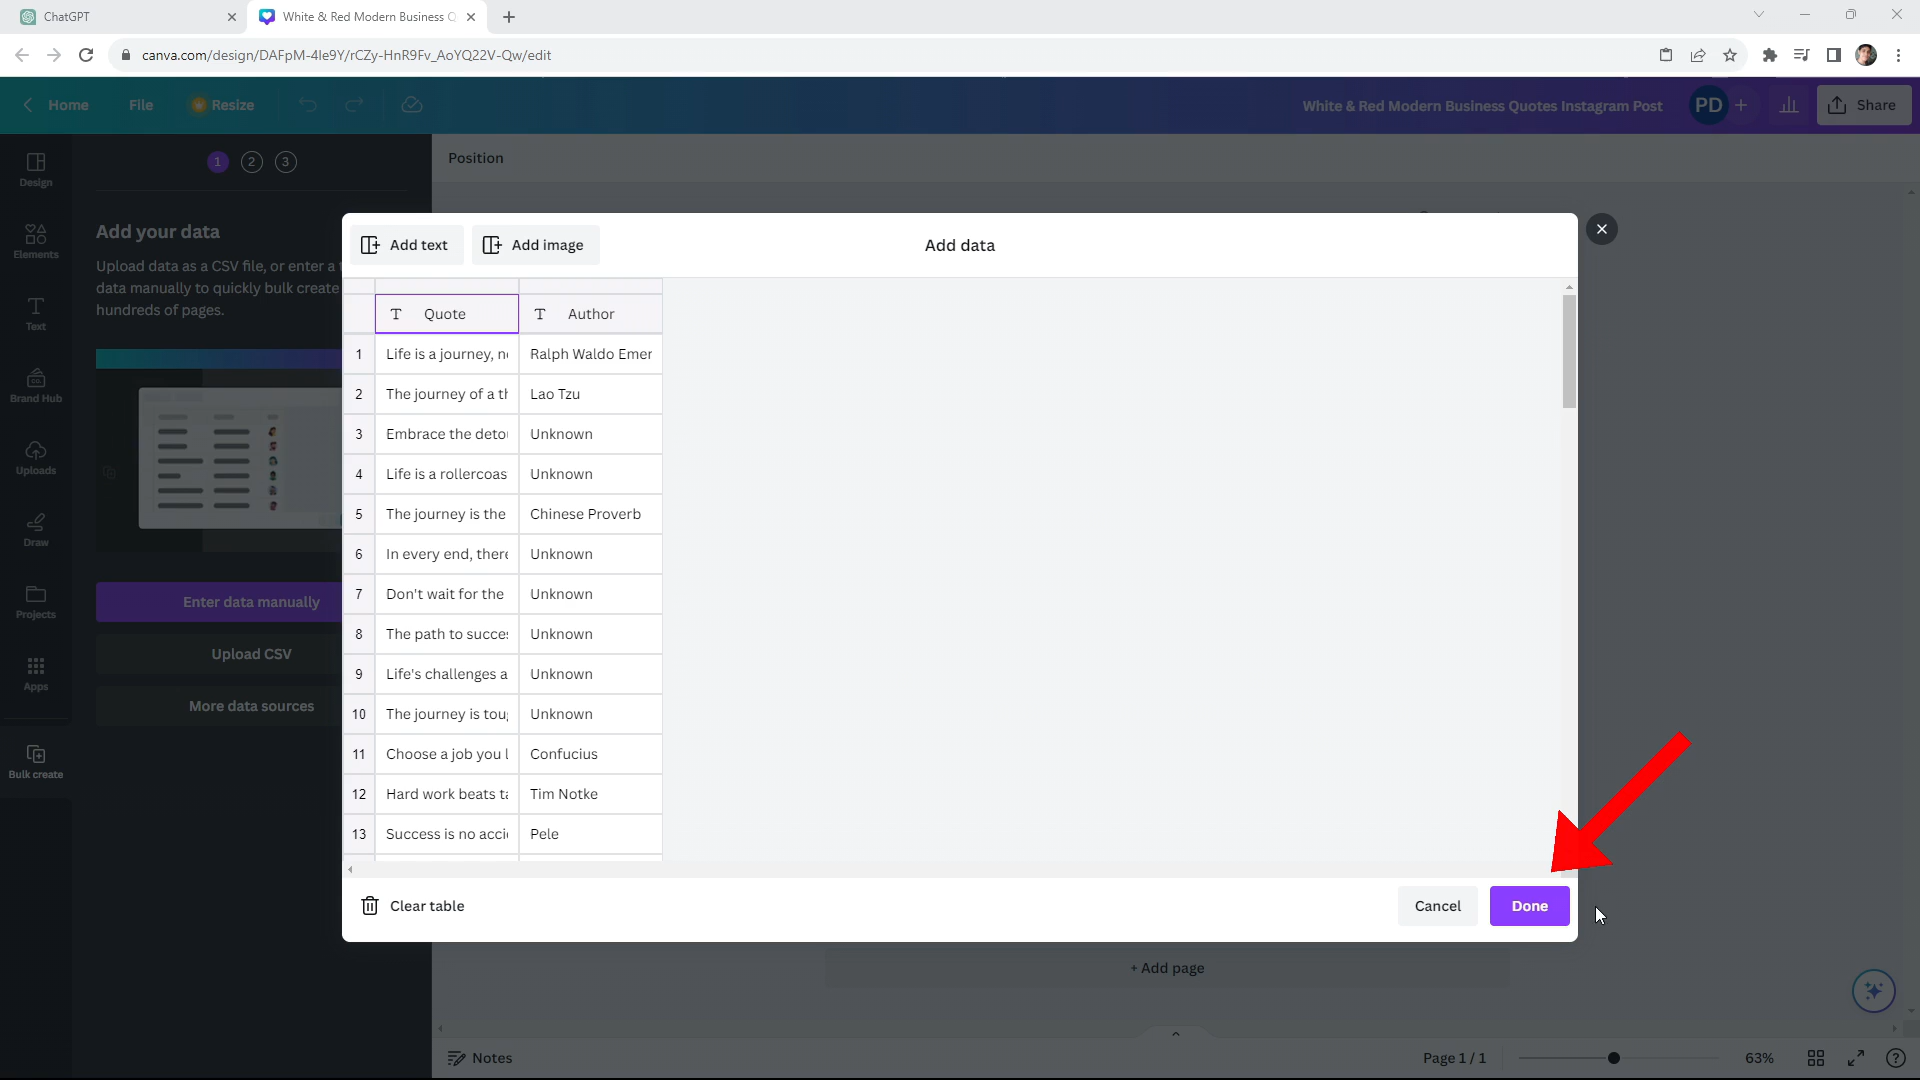 ChatGPT
White & Red Modern Business Q
canva.com/design/DAFpM-4Ie9Y/rCZy-HnR9Fv_AoYQ22V-Qw/edit
Home File Resize
White & Red Modern Business Quotes Instagram Post
PD + Share
Design
Elements
Text
Brand Hub
Uploads
Draw
Projects
Apps
Bulk create
1 2 3
Add your data
Upload data as a CSV file, or enter a
data manually to quickly bulk create
hundreds of pages.
Enter data manually
Upload CSV
More data sources
Position
Add text Add image Add data
T Quote T Author
1 Life is a journey, Ralph Waldo Emer
2 The journey of a Lao Tzu
3 Embrace the Unknown
4 Life is a rollercoas Unknown
5 The journey is the Chinese Proverb
6 In every end, Unknown
7 Don't wait for the Unknown
8 The path to Unknown
9 Life's challenges a Unknown
10 The journey is Unknown
11 Choose a job you Confucius
12 Hard work beats Tim Notke
13 Success is no Pele
Clear table Cancel Done
+ Add page
Notes Page 1 / 1 63%